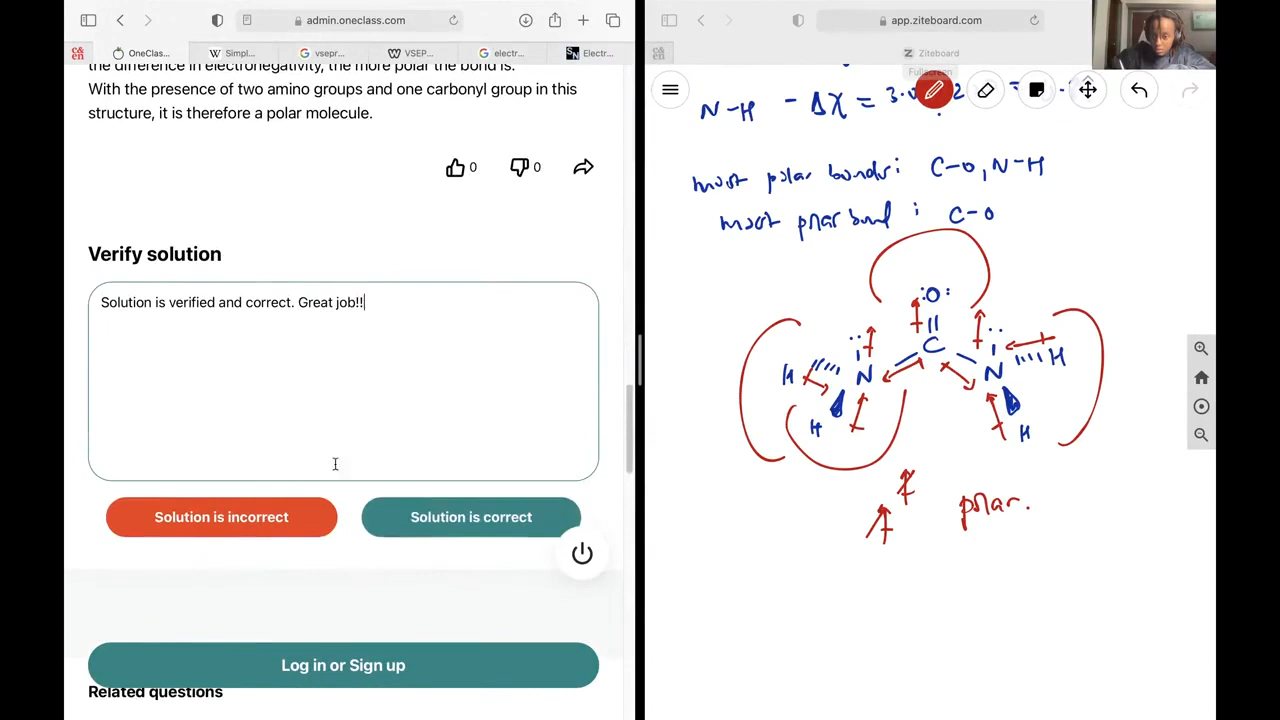 admin.oneclass.com
OneClas...
Simpl...
vsepr...
VSEP...
electr...
Electr...
the difference in electronegativity, the more polar the bond is.
With the presence of two amino groups and one carbonyl group in this
structure, it is therefore a polar molecule.
0
0
Verify solution
Solution is verified and correct. Great job!!
Solution is incorrect
Solution is correct
Log in or Sign up
Related questions
app.ziteboard.com
Ziteboard
Fullscreen
N-H - Δχ = 3.
most polar bonds: C-O, N-H
most polar bond : C-O
:O:
C
H N N H
H H
polar.